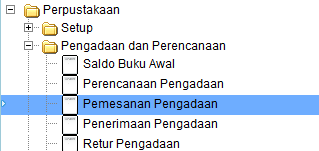 Perpustakaan
Setup
Pengadaan dan Perencanaan
Saldo Buku Awal
Perencanaan Pengadaan
Pemesanan Pengadaan
Penerimaan Pengadaan
Retur Pengadaan